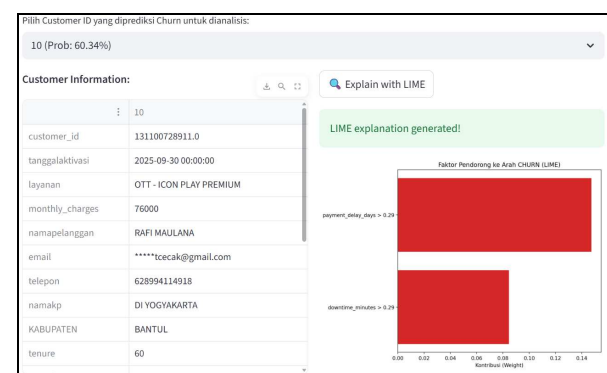 Pilih Customer ID yang diprediksi Churn untuk dianalisis:
10 (Prob: 60.34%)
Customer Information:
10
customer_id 131100728911.0
tanggalaktivasi 2025-09-30 00:00:00
layanan OTT - ICON PLAY PREMIUM
monthly_charges 76000
namapelanggan RAFI MAULANA
email *****tcecak@gmail.com
telepon 628994114918
namakp DI YOGYAKARTA
KABUPATEN BANTUL
tenure 60
Explain with LIME
LIME explanation generated!
Faktor Pendorong ke Arah CHURN (LIME)
payment_delay_days > 0.29
downtime_minutes > 0.29
0.00 0.02 0.04 0.06 0.08 0.10 0.12 0.14
Kontribusi (Weight)